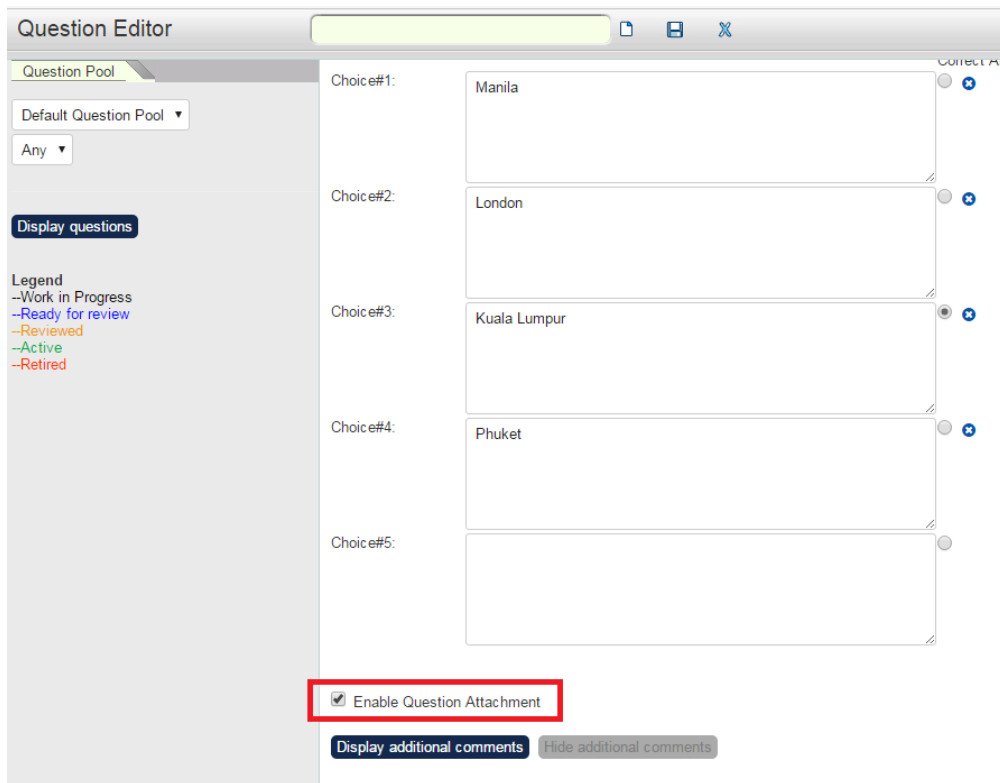 Question Editor
Question Pool
Default Question Pool
Any
Display questions
Legend
--Work in Progress
--Ready for review
--Reviewed
--Active
--Retired
Correct A
Choice#1:
Manila
Choice#2:
London
Choice#3:
Kuala Lumpur
Choice#4:
Phuket
Choice#5:
Enable Question Attachment
Display additional comments
Hide additional comments